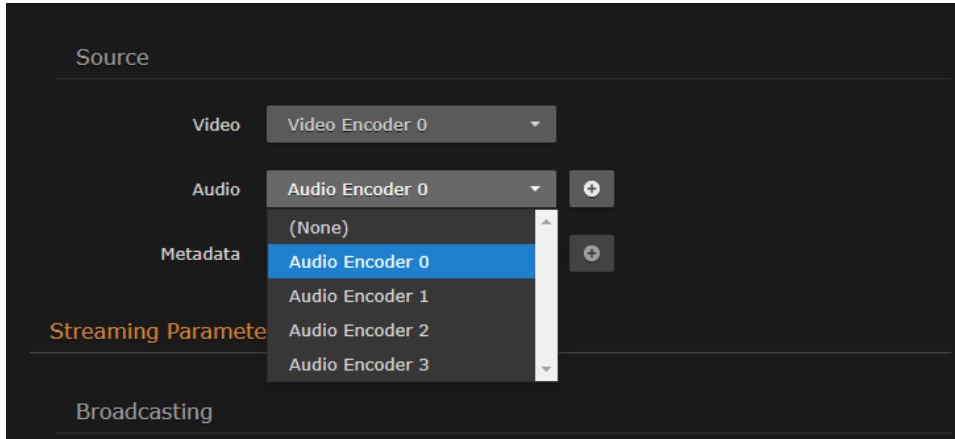 Source
Video Video Encoder 0
Audio Audio Encoder 0
(None)
Metadata Audio Encoder 0
Audio Encoder 1
Streaming Paramete Audio Encoder 2
Audio Encoder 3
Broadcasting